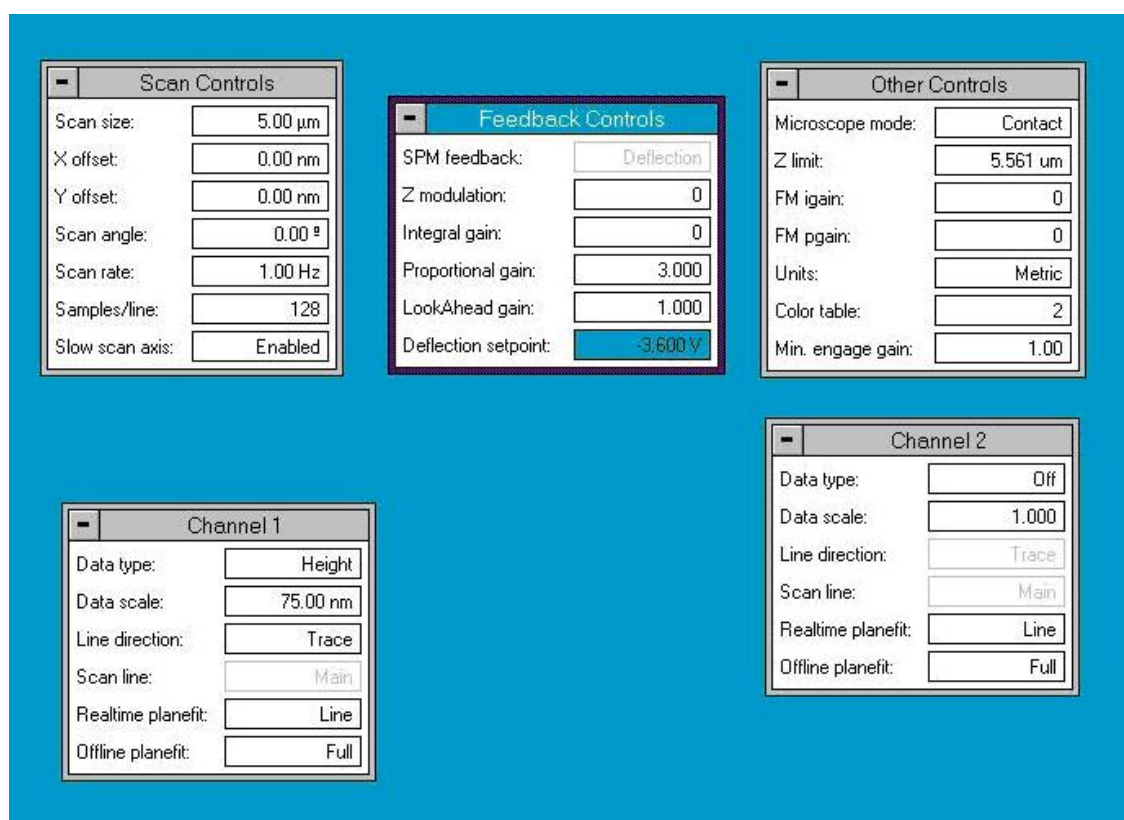 Scan Controls
Scan size: 5.00 µm
X offset: 0.00 nm
Y offset: 0.00 nm
Scan angle: 0.00 º
Scan rate: 1.00 Hz
Samples/line: 128
Slow scan axis: Enabled
Feedback Controls
SPM feedback: Deflection
Z modulation: 0
Integral gain: 0
Proportional gain: 3.000
LookAhead gain: 1.000
Deflection setpoint: -3.600 V
Other Controls
Microscope mode: Contact
Z limit: 5.561 um
FM igain: 0
FM pgain: 0
Units: Metric
Color table: 2
Min. engage gain: 1.00
Channel 1
Data type: Height
Data scale: 75.00 nm
Line direction: Trace
Scan line: Main
Realtime planefit: Line
Offline planefit: Full
Channel 2
Data type: Off
Data scale: 1.000
Line direction: Trace
Scan line: Main
Realtime planefit: Line
Offline planefit: Full